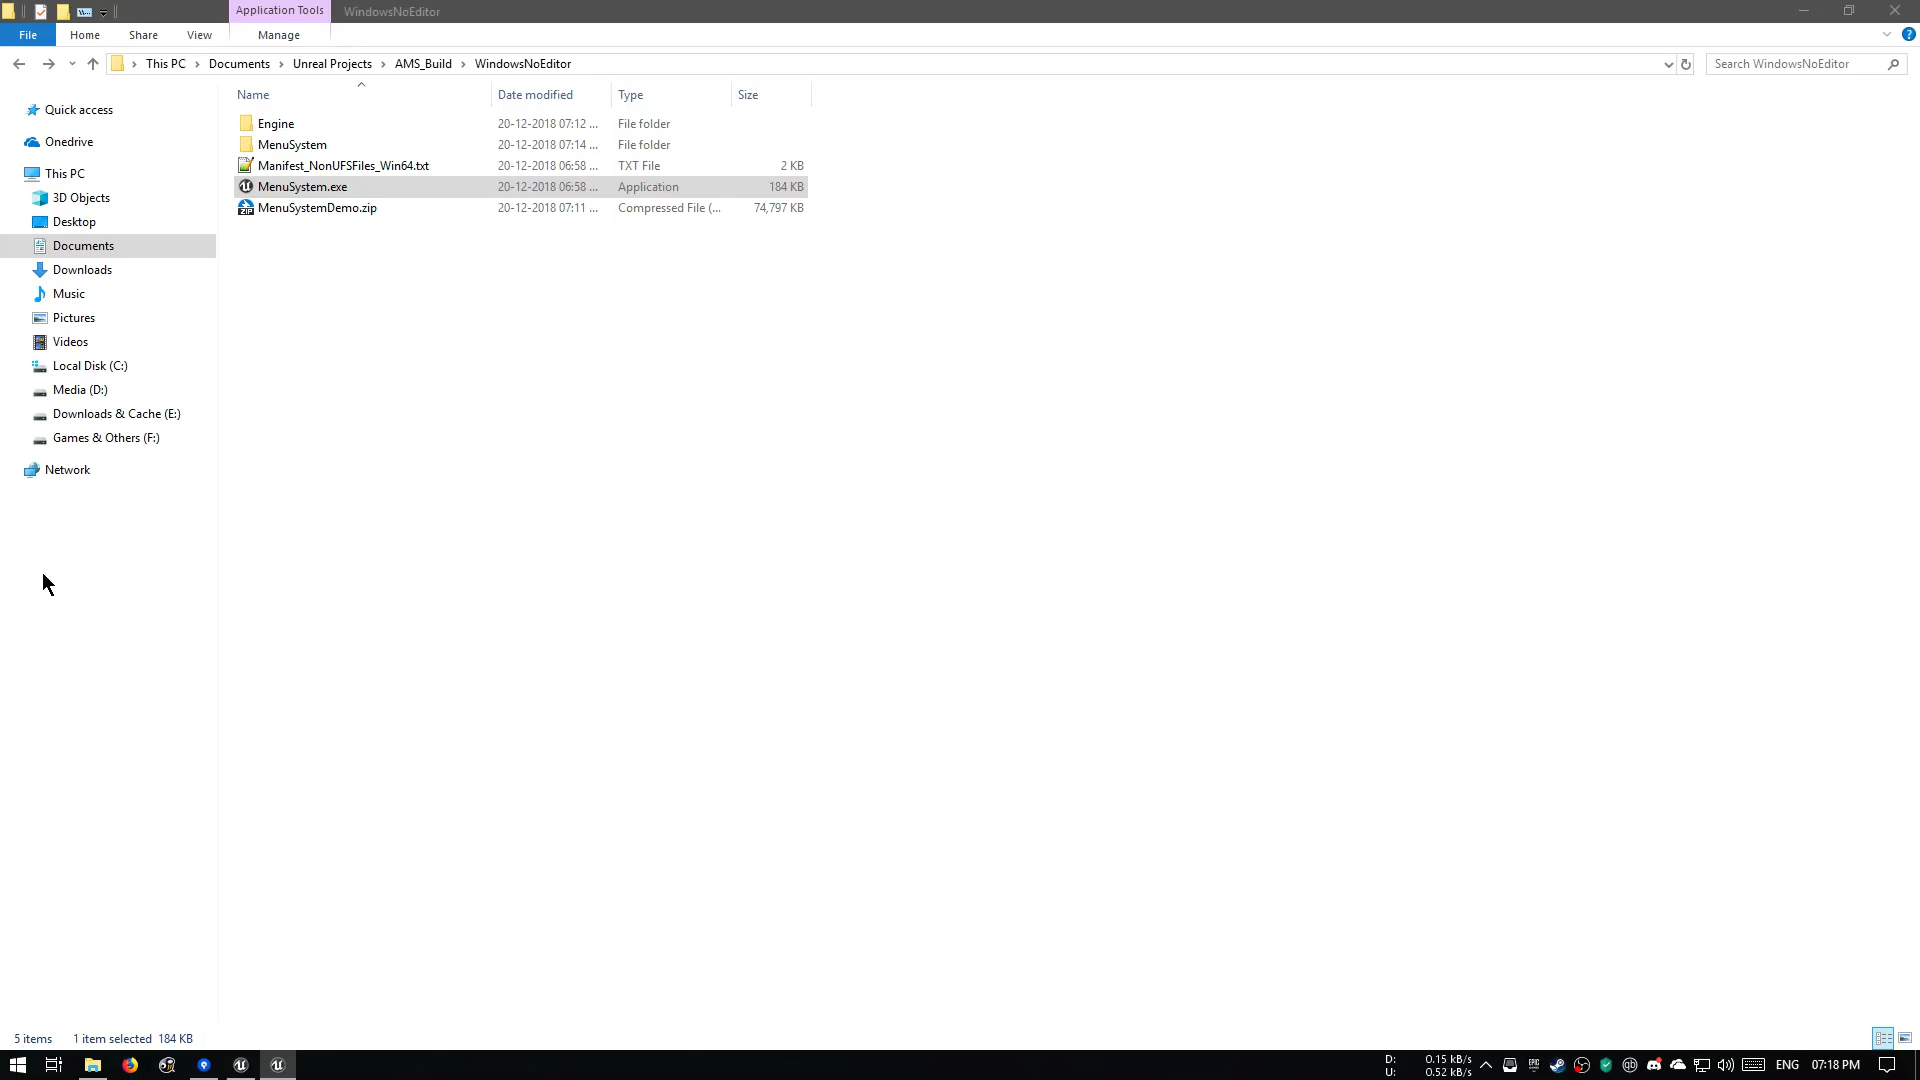 Application Tools WindowsNoEditor
File Home Share View Manage
This PC Documents Unreal Projects AMS_Build WindowsNoEditor Search WindowsNoEditor
Name Date modified Type Size
Quick access
Onedrive
This PC
3D Objects
Desktop
Documents
Downloads
Music
Pictures
Videos
Local Disk (C:)
Media (D:)
Downloads & Cache (E:)
Games & Others (F:)
Network
Engine 20-12-2018 07:12 ... File folder
MenuSystem 20-12-2018 07:14 ... File folder
Manifest_NonUFSFiles_Win64.txt 20-12-2018 06:58 ... TXT File 2 KB
MenuSystem.exe 20-12-2018 06:58 ... Application 184 KB
MenuSystemDemo.zip 20-12-2018 07:11 ... Compressed File (... 74,797 KB
5 items 1 item selected 184 KB
D: 0.15 kB/s
U: 0.52 kB/s
ENG 07:18 PM